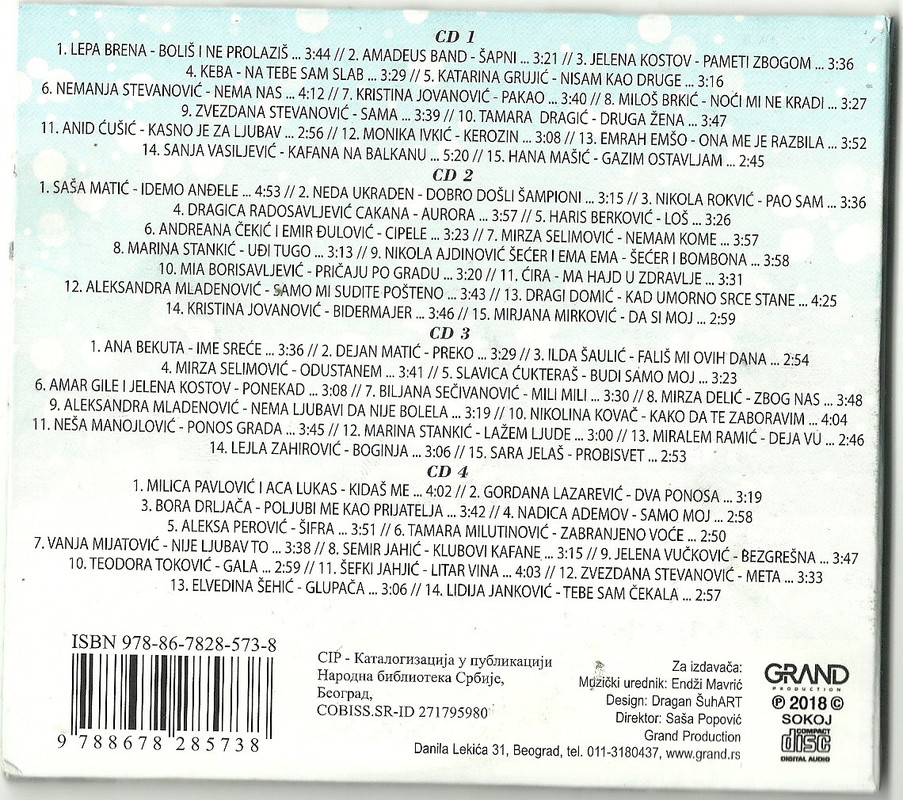 CD 1
1. LEPA BRENA - BOLIŠ I NE PROLAZIŠ ... 3:44 // 2. AMADEUS BAND - ŠAPNI ... 3:21 // 3. JELENA KOSTOV - PAMETI ZBOGOM ... 3:36
4. KEBA - NA TEBE SAM SLAB ... 3:29 // 5. KATARINA GRUJIĆ - NISAM KAO DRUGE ... 3:16
6. NEMANJA STEVANOVIĆ - NEMA NAS ... 4:12 // 7. KRISTINA JOVANOVIĆ - PAKAO ... 3:40 // 8. MILOŠ BRKIĆ - NOĆI MI NE KRADI ... 3:27
9. ZVEZDANA STEVANOVIĆ - SAMA ... 3:39 // 10. TAMARA DRAGIĆ - DRUGA ŽENA ... 3:47
11. ANID ĆUŠIĆ - KASNO JE ZA LJUBAV ... 2:56 // 12. MONIKA IVKIĆ - KEROZIN ... 3:08 // 13. EMRAH EMŠO - ONA ME JE RAZBILA ... 3:52
14. SANJA VASILJEVIĆ - KAFANA NA BALKANU ... 5:20 // 15. HANA MAŠIĆ - GAZIM OSTAVLJAM ... 2:45
CD 2
1. SAŠA MATIĆ - IDEMO ANĐELE ... 4:53 // 2. NEDA UKRADEN - DOBRO DOŠLI ŠAMPIONI ... 3:15 // 3. NIKOLA ROKVIĆ - PAO SAM ... 3:36
4. DRAGICA RADOSAVLJEVIĆ CAKANA - AURORA ... 3:57 // 5. HARIS BERKOVIĆ - LOŠ ... 3:26
6. ANDREANA ČEKIĆ I EMIR ĐULOVIĆ - CIPELE ... 3:23 // 7. MIRZA SELIMOVIĆ - NEMAM KOME ... 3:57
8. MARINA STANKIĆ - UĐI TUGO ... 3:13 // 9. NIKOLA AJDINOVIĆ ŠEĆER I EMA EMA - ŠEĆER I BOMBONA ... 3:58
10. MIA BORISAVLJEVIĆ - PRIČAJU PO GRADU ... 3:20 // 11. ĆIRA - MA HAJD U ZDRAVLJE ... 3:31
12. ALEKSANDRA MLADENOVIĆ - SAMO MI SUDITE POŠTENO ... 3:43 // 13. DRAGI DOMIĆ - KAD UMORNO SRCE STANE ... 4:25
14. KRISTINA JOVANOVIĆ - BIDERMAJER ... 3:46 // 15. MIRJANA MIRKOVIĆ - DA SI MOJ ... 2:59
CD 3
1. ANA BEKUTA - IME SREĆE ... 3:36 // 2. DEJAN MATIĆ - PREKO ... 3:29 // 3. ILDA ŠAULIĆ - FALIŠ MI OVIH DANA ... 2:54
4. MIRZA SELIMOVIĆ - ODUSTANEM ... 3:41 // 5. SLAVICA ĆUKTERAŠ - BUDI SAMO MOJ ... 3:23
6. AMAR GILE I JELENA KOSTOV - PONEKAD ... 3:08 // 7. BILJANA SEČIVANOVIĆ - MILI MILI ... 3:30 // 8. MIRZA DELIĆ - ZBOG NAS ... 3:48
9. ALEKSANDRA MLADENOVIĆ - NEMA LJUBAVI DA NIJE BOLELA ... 3:19 // 10. NIKOLINA KOVAČ - KAKO DA TE ZABORAVIM ... 4:04
11. NEŠA MANOJLOVIĆ - PONOS GRADA ... 3:45 // 12. MARINA STANKIĆ - LAŽEM LJUDE ... 3:00 // 13. MIRALEM RAMIĆ - DEJA VU ... 2:46
14. LEJLA ZAHIROVIĆ - BOGINJA ... 3:06 // 15. SARA JELAŠ - PROBISVET ... 2:53
CD 4
1. MILICA PAVLOVIĆ I ACA LUKAS - KIDAŠ ME ... 4:02 // 2. GORDANA LAZAREVIĆ - DVA PONOSA ... 3:19
3. BORA DRLJAČA - POLJUBI ME KAO PRIJATELJA ... 3:42 // 4. NADICA ADEMOV - SAMO MOJ ... 2:58
5. ALEKSA PEROVIĆ - ŠIFRA ... 3:51 // 6. TAMARA MILUTINOVIĆ - ZABRANJENO VOĆE ... 2:50
7. VANJA MIJATOVIĆ - NIJE LJUBAV TO ... 3:38 // 8. SEMIR JAHIĆ - KLUBOVI KAFANE ... 3:15 // 9. JELENA VUČKOVIĆ - BEZGREŠNA ... 3:47
10. TEODORA TOKOVIĆ - GALA ... 2:59 // 11. ŠEFKI JAHJIĆ - LITAR VINA ... 4:03 // 12. ZVEZDANA STEVANOVIĆ - META ... 3:33
13. ELVEDINA ŠEHIĆ - GLUPAČA ... 3:06 // 14. LIDIJA JANKOVIĆ - TEBE SAM ČEKALA ... 2:57
ISBN 978-86-7828-573-8
9 788678 285738
CIP - Каталогизација у публикацији
Народна библиотека Србије,
Београд,
COBISS.SR-ID 271795980
Za izdavača:
Muzički urednik: Endži Mavrić
Design: Dragan ŠuhART
Direktor: Saša Popović
Grand Production
Danila Lekića 31, Beograd, tel. 011-3180437, www.grand.rs
GRAND
PRODUCTION
℗ 2018 ©
SOKOJ
COMPACT
disc
DIGITAL AUDIO